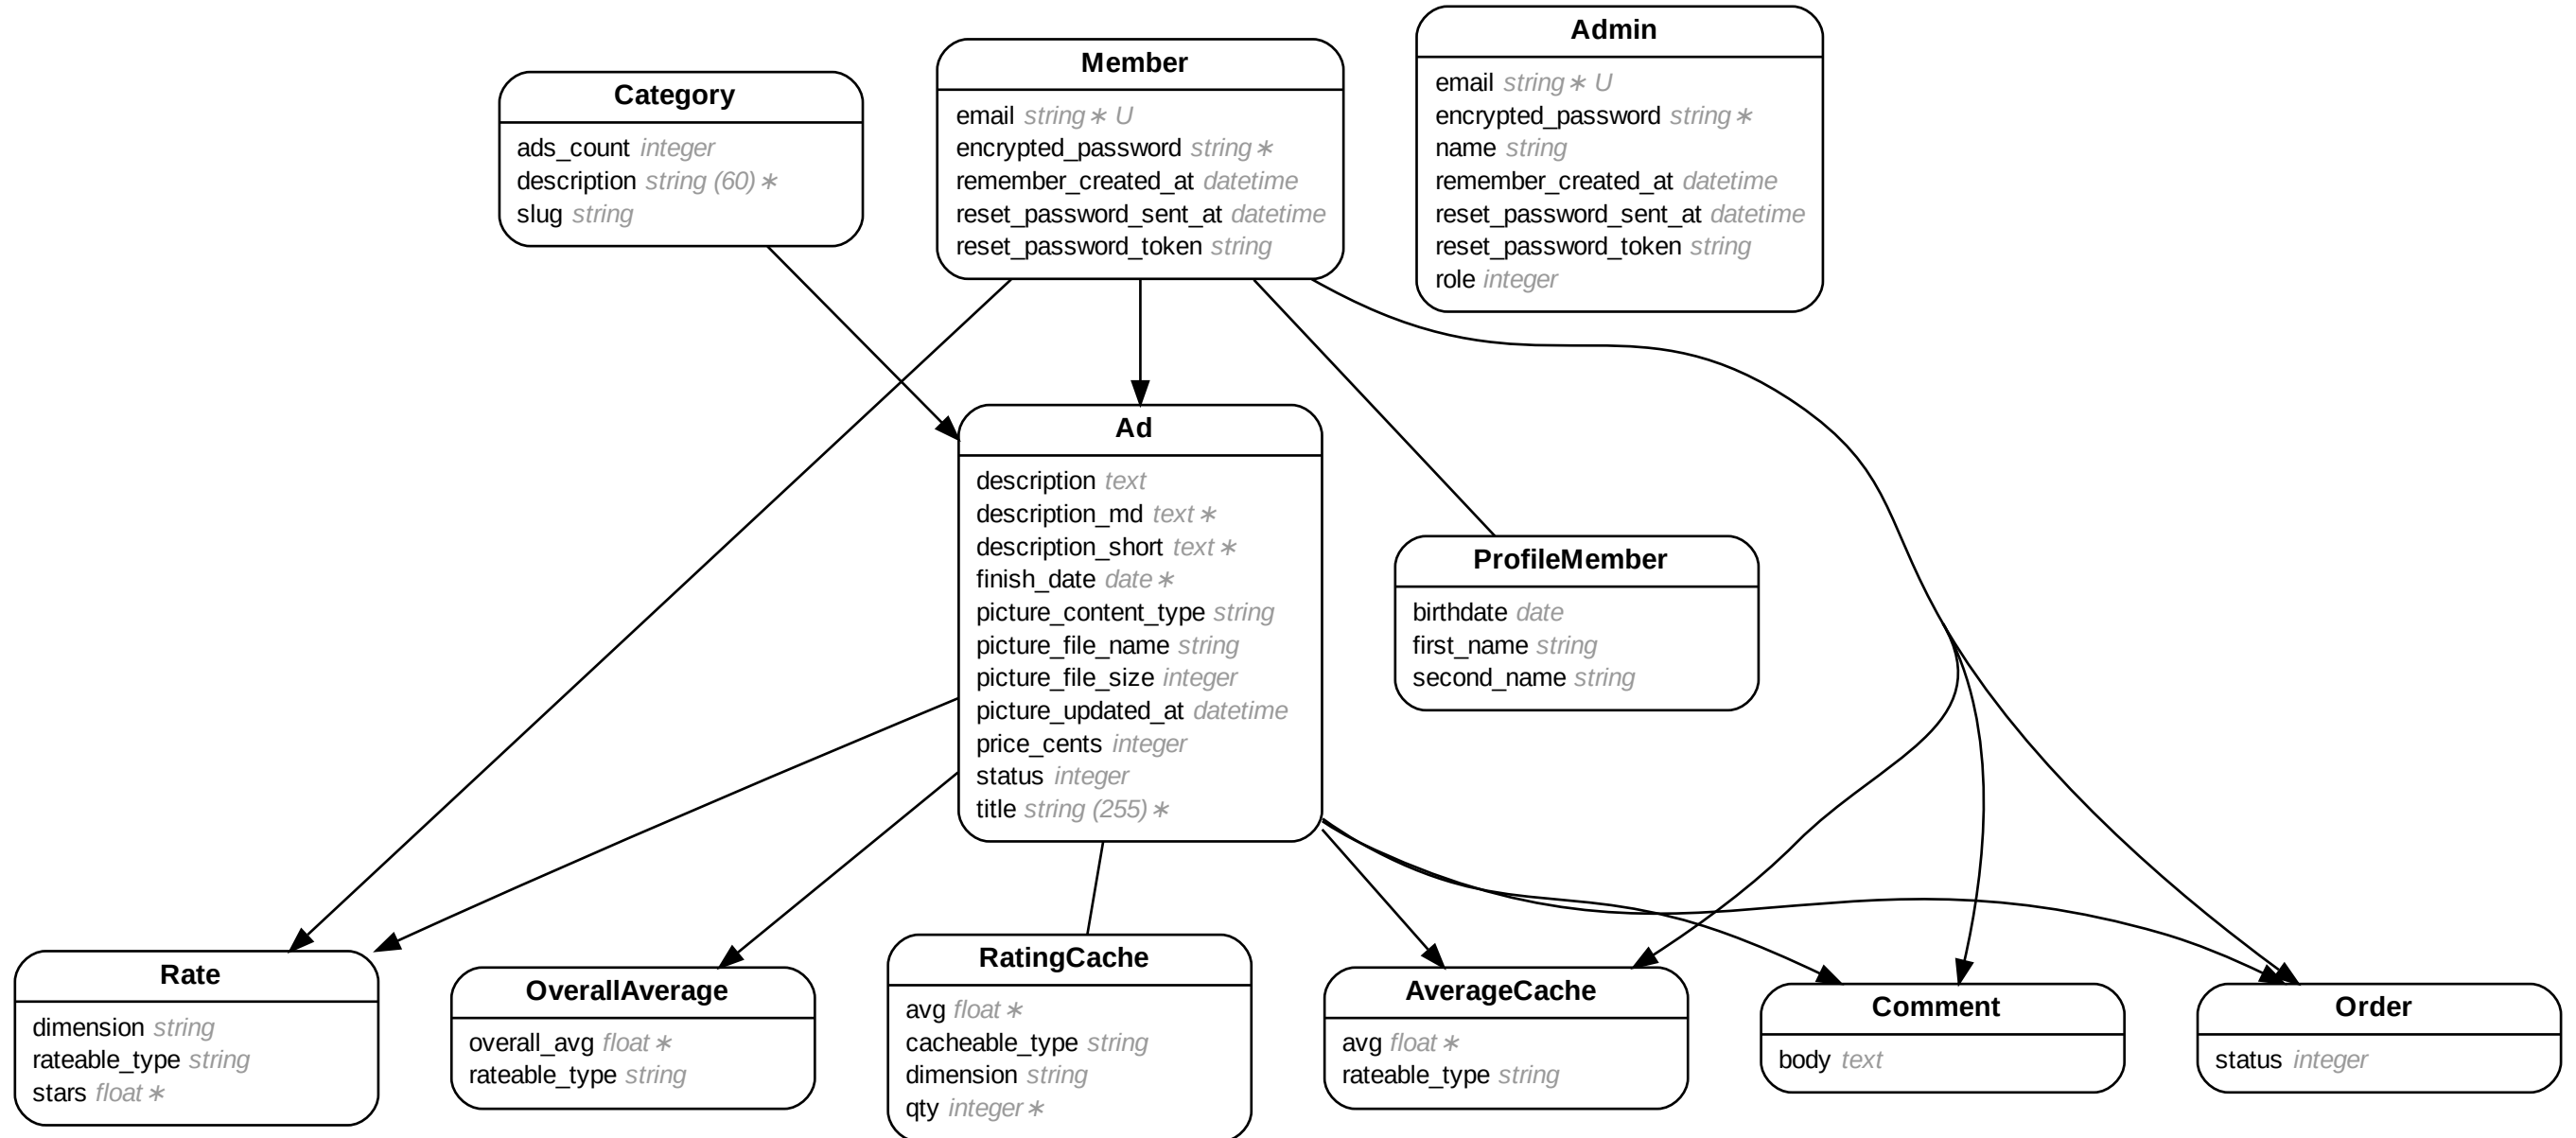 Category
ads_count integer
description string (60) ∗
slug string
Member
email string ∗ U
encrypted_password string ∗
remember_created_at datetime
reset_password_sent_at datetime
reset_password_token string
Admin
email string ∗ U
encrypted_password string ∗
name string
remember_created_at datetime
reset_password_sent_at datetime
reset_password_token string
role integer
Ad
description text
description_md text ∗
description_short text ∗
finish_date date ∗
picture_content_type string
picture_file_name string
picture_file_size integer
picture_updated_at datetime
price_cents integer
status integer
title string (255) ∗
ProfileMember
birthdate date
first_name string
second_name string
Rate
dimension string
rateable_type string
stars float ∗
OverallAverage
overall_avg float ∗
rateable_type string
RatingCache
avg float ∗
cacheable_type string
dimension string
qty integer ∗
AverageCache
avg float ∗
rateable_type string
Comment
body text
Order
status integer